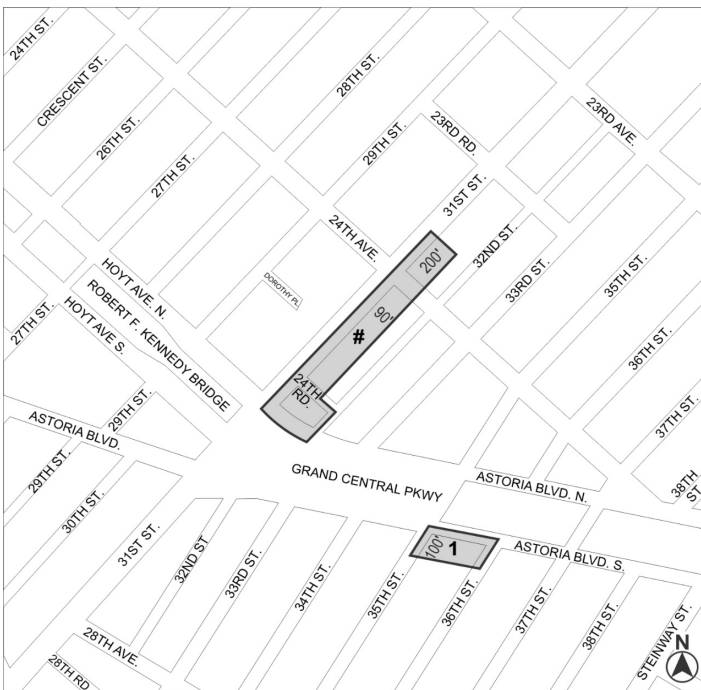 24TH ST.
CRESCENT ST.
26TH ST.
27TH ST.
28TH ST.
29TH ST.
23RD RD.
23RD AVE.
31ST ST.
32ND ST.
33RD ST.
35TH ST.
36TH ST.
37TH ST.
38TH
ST.
24TH AVE.
DOROTHY PL.
200'
90'
#
24TH
RD.
HOYT AVE. N.
ROBERT F. KENNEDY BRIDGE
HOYT AVE S.
27TH ST.
29TH ST.
ASTORIA BLVD.
29TH ST.
30TH ST.
31ST ST.
32ND ST
33RD ST.
34TH ST.
35TH ST.
36TH ST.
37TH ST.
38TH ST.
STEINWAY ST.
GRAND CENTRAL PKWY
ASTORIA BLVD. N.
ASTORIA BLVD. S.
100'
1
28TH AVE.
28TH RD
N